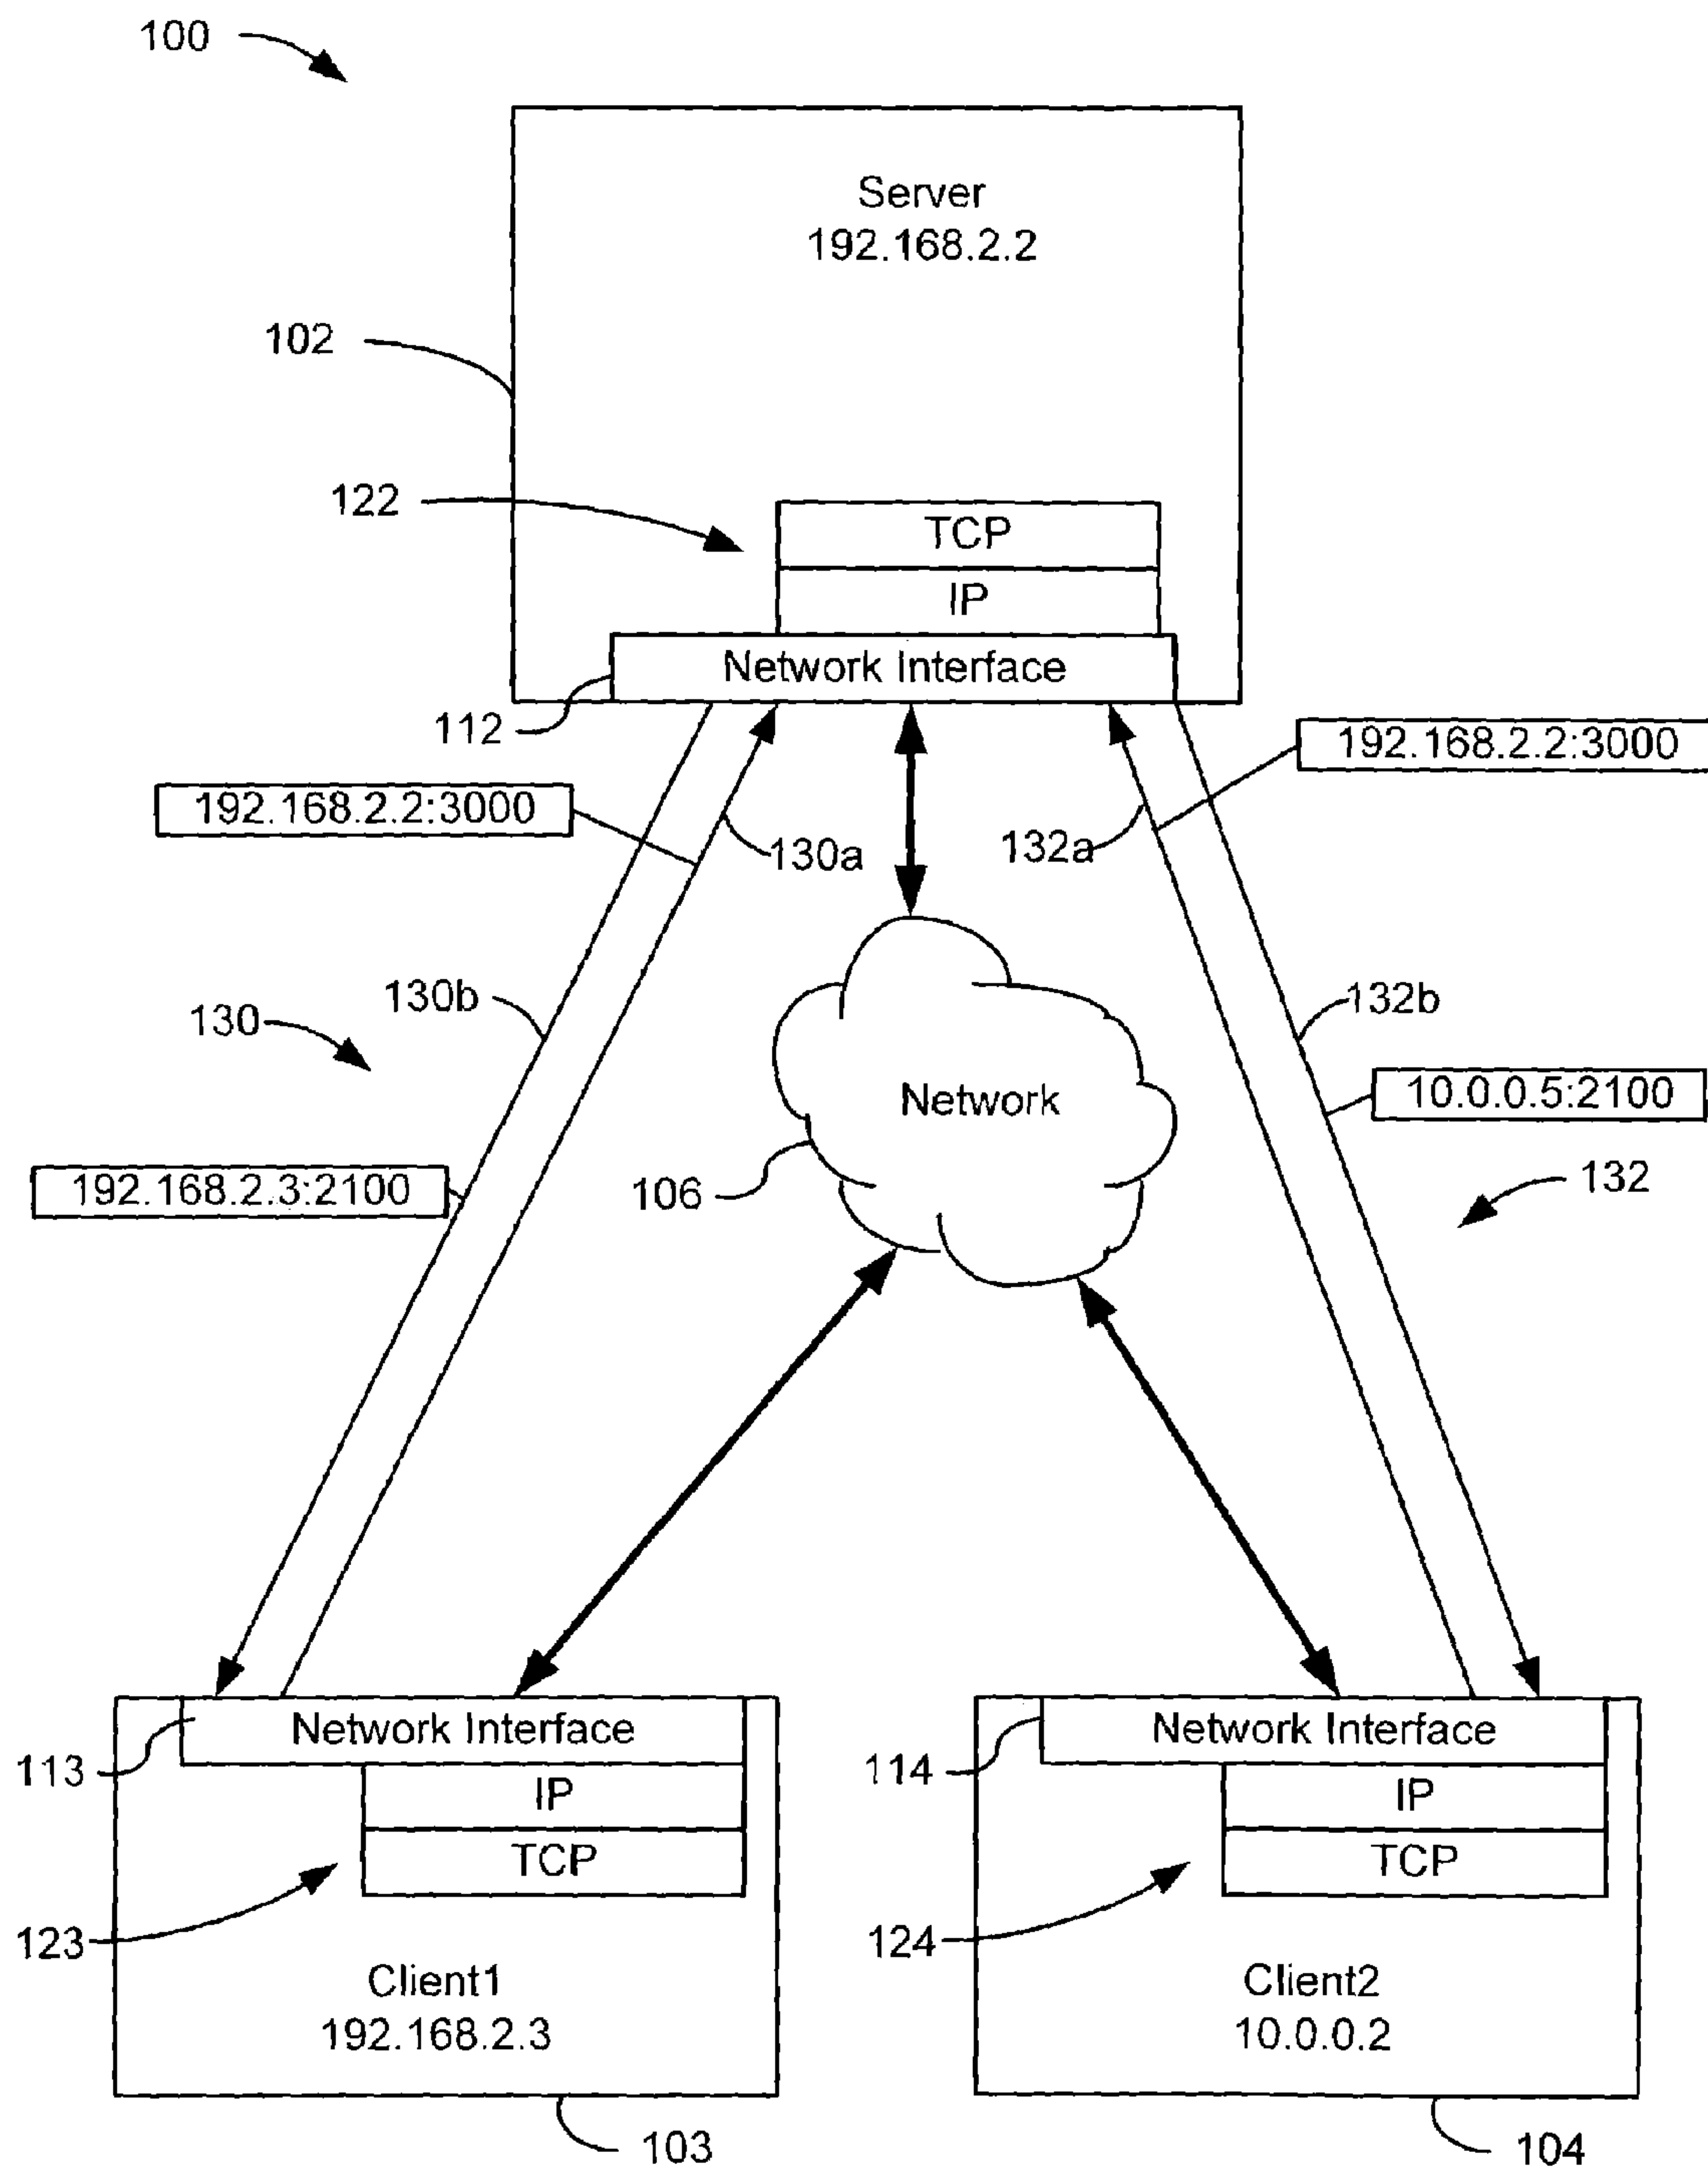 100
Server
192.168.2.2
102
122
TCP
IP
Network Interface
112
192.168.2.2:3000
192.168.2.2:3000
130a
132a
130b
132b
130
Network
10.0.0.5:2100
106
132
192.168.2.3:2100
Network Interface
113
IP
TCP
123
Client1
192.168.2.3
103
Network Interface
114
IP
TCP
124
Client2
10.0.0.2
104